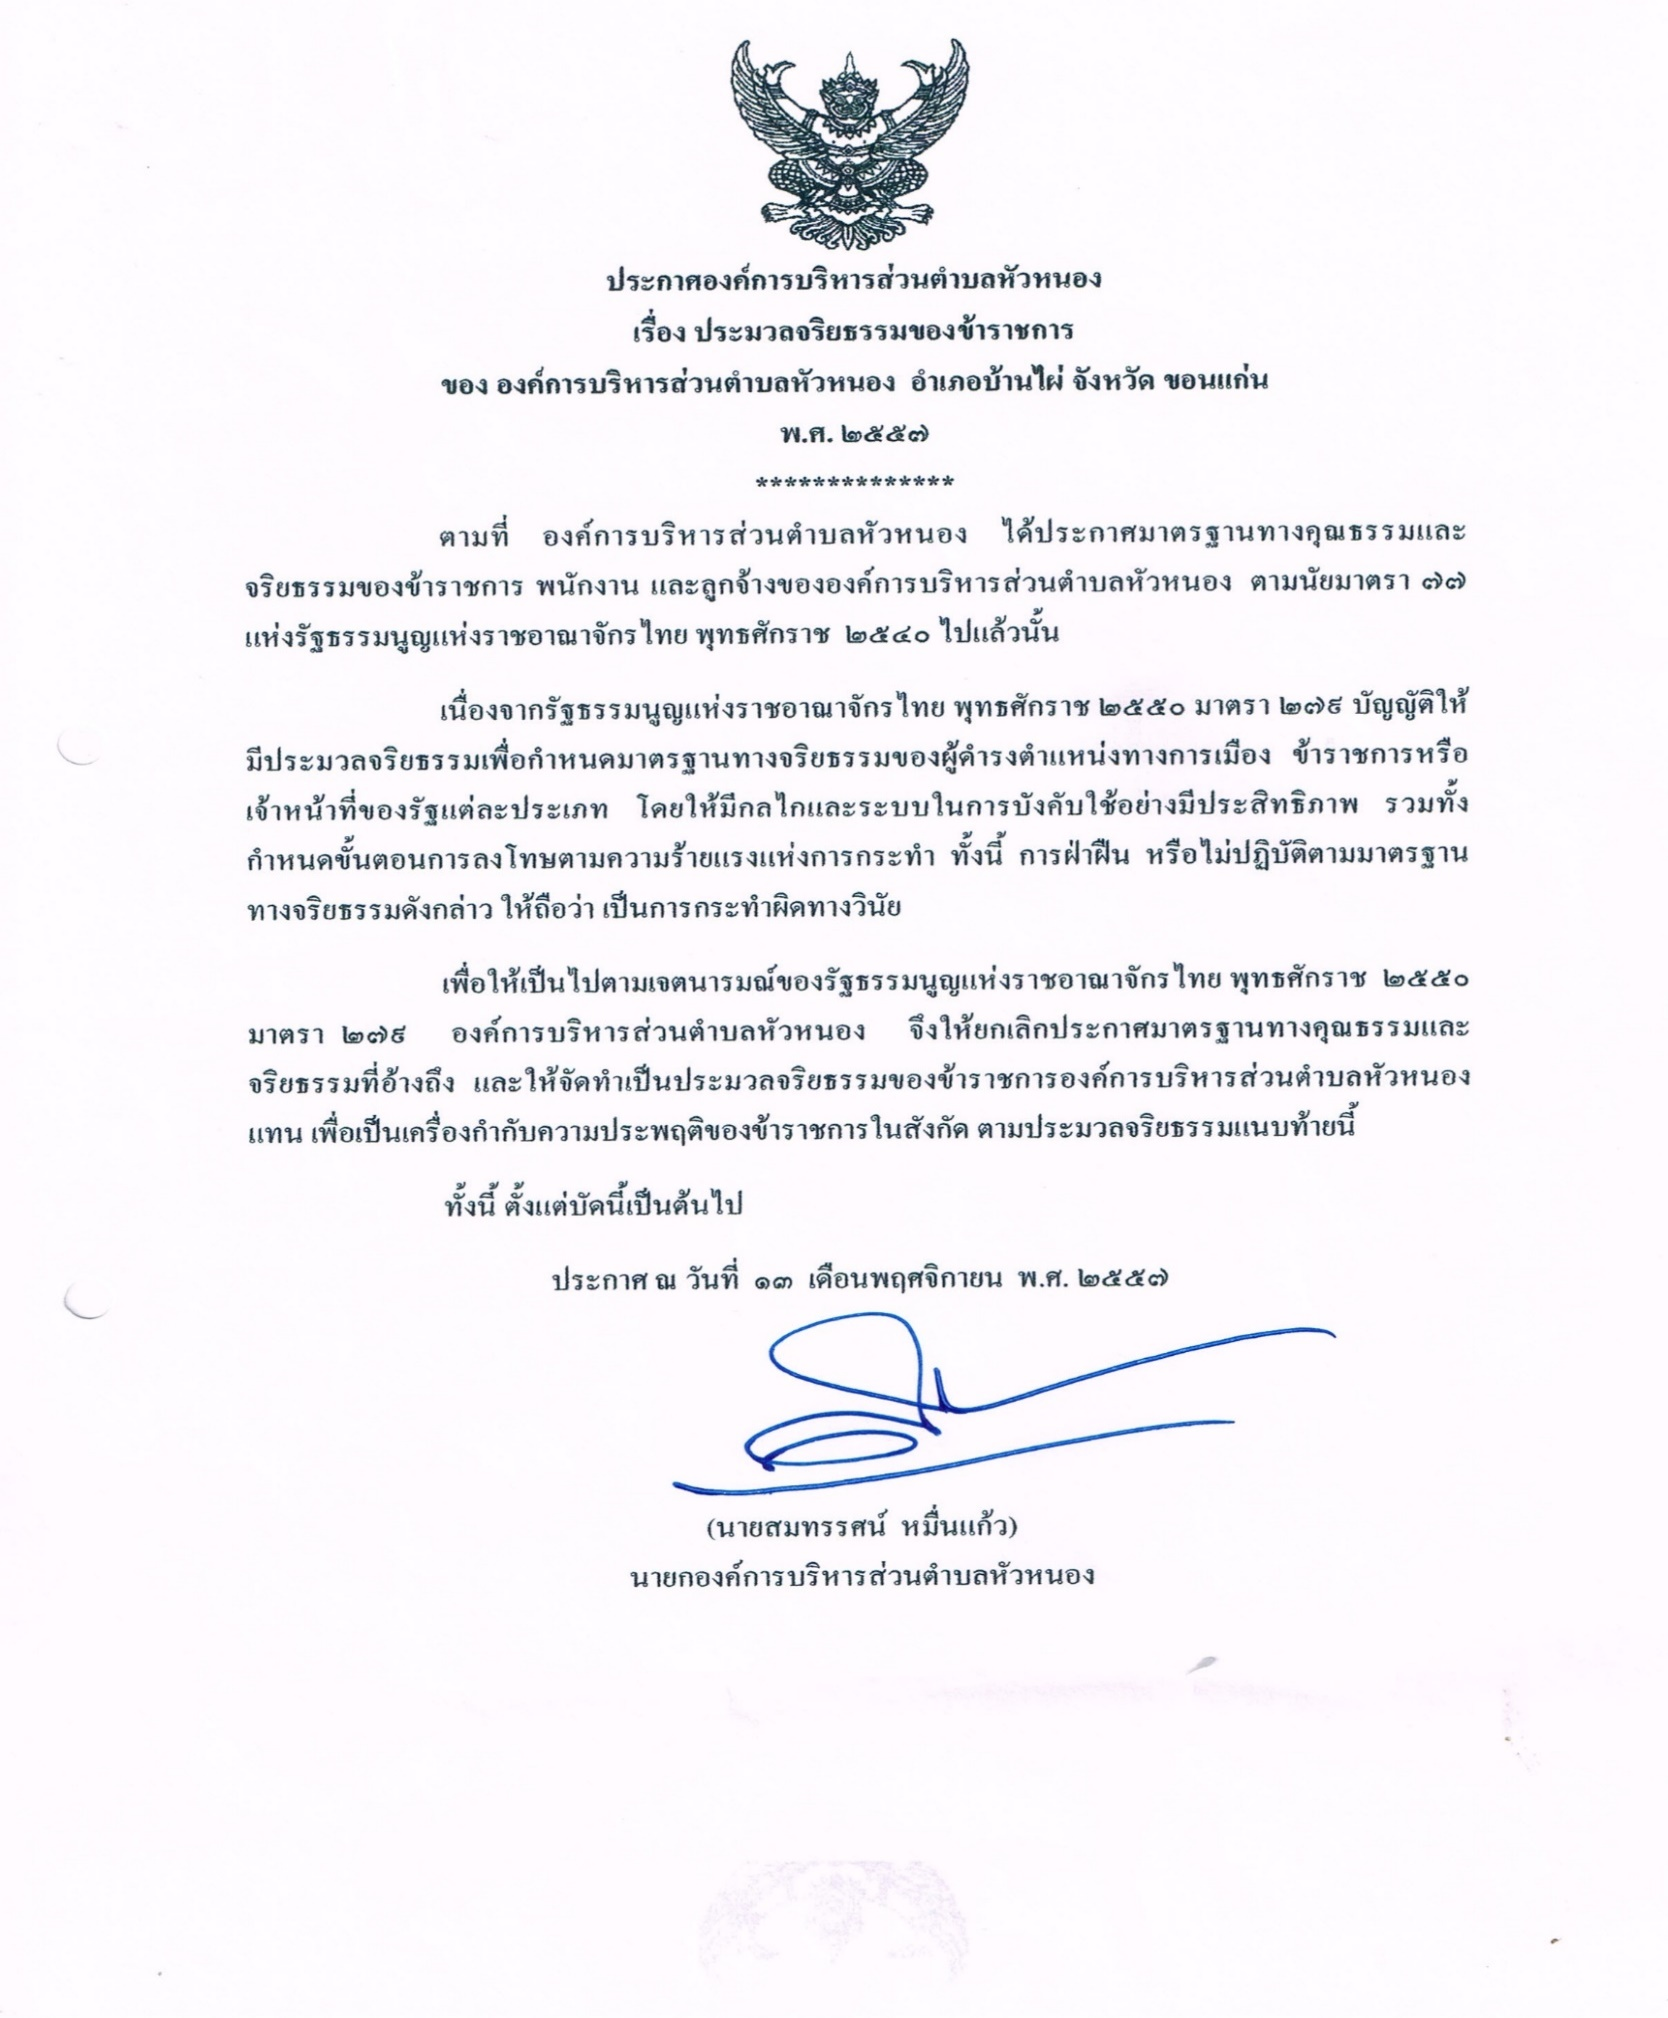 ประกาศองค์การบริหารส่วนตำบลหัวหนอง
เรื่อง ประมวลจริยธรรมของข้าราชการ
ของ องค์การบริหารส่วนตำบลหัวหนอง อำเภอบ้านไผ่ จังหวัด ขอนแก่น
พ.ศ. ๒๕๕๗
**************
ตามที่ องค์การบริหารส่วนตำบลหัวหนอง ได้ประกาศมาตรฐานทางคุณธรรมและ
จริยธรรมของข้าราชการ พนักงาน และลูกจ้างขององค์การบริหารส่วนตำบลหัวหนอง ตามนัยมาตรา ๗๗
แห่งรัฐธรรมนูญแห่งราชอาณาจักรไทย พุทธศักราช ๒๕๔๐ ไปแล้วนั้น
เนื่องจากรัฐธรรมนูญแห่งราชอาณาจักรไทย พุทธศักราช ๒๕๕๐ มาตรา ๒๗๙ บัญญัติให้
มีประมวลจริยธรรมเพื่อกำหนดมาตรฐานทางจริยธรรมของผู้ดำรงตำแหน่งทางการเมือง ข้าราชการหรือ
เจ้าหน้าที่ของรัฐแต่ละประเภท โดยให้มีกลไกและระบบในการบังคับใช้อย่างมีประสิทธิภาพ รวมทั้ง
กำหนดขั้นตอนการลงโทษตามความร้ายแรงแห่งการกระทำ ทั้งนี้ การฝ่าฝืน หรือไม่ปฏิบัติตามมาตรฐาน
ทางจริยธรรมดังกล่าว ให้ถือว่า เป็นการกระทำผิดทางวินัย
เพื่อให้เป็นไปตามเจตนารมณ์ของรัฐธรรมนูญแห่งราชอาณาจักรไทย พุทธศักราช ๒๕๕๐
มาตรา ๒๗๙ องค์การบริหารส่วนตำบลหัวหนอง จึงให้ยกเลิกประกาศมาตรฐานทางคุณธรรมและ
จริยธรรมที่อ้างถึง และให้จัดทำเป็นประมวลจริยธรรมของข้าราชการองค์การบริหารส่วนตำบลหัวหนอง
แทน เพื่อเป็นเครื่องกำกับความประพฤติของข้าราชการในสังกัด ตามประมวลจริยธรรมแนบท้ายนี้
ทั้งนี้ ตั้งแต่บัดนี้เป็นต้นไป
ประกาศ ณ วันที่ ๑๓ เดือนพฤศจิกายน พ.ศ. ๒๕๕๗
(นายสมทรรศน์ หมื่นแก้ว)
นายกองค์การบริหารส่วนตำบลหัวหนอง